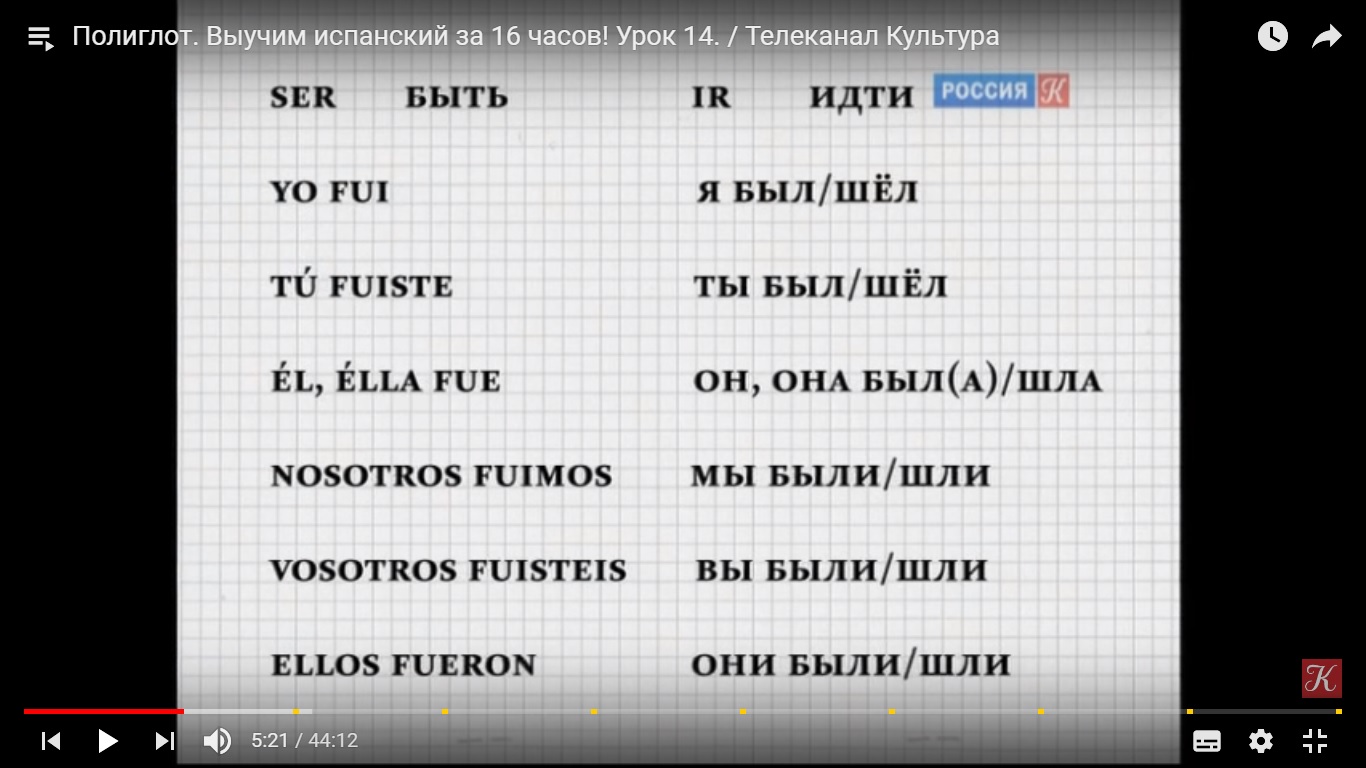 Полиглот. Выучим испанский за 16 часов! Урок 14. / Телеканал Культура
SER БЫТЬ IR ИДТИ РОССИЯ К
YO FUI Я БЫЛ/ШЁЛ
TÚ FUISTE ТЫ БЫЛ/ШЁЛ
ÉL, ÉLLA FUE ОН, ОНА БЫЛ(А)/ШЛА
NOSOTROS FUIMOS МЫ БЫЛИ/ШЛИ
VOSOTROS FUISTEIS ВЫ БЫЛИ/ШЛИ
ELLOS FUERON ОНИ БЫЛИ/ШЛИ
К
5:21 / 44:12